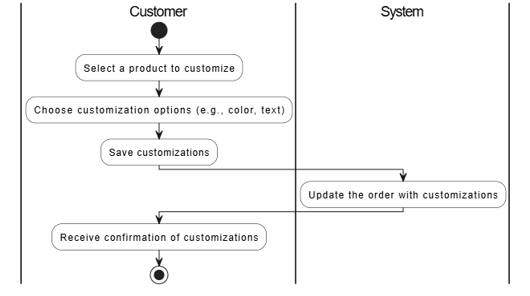 Customer
System
Select a product to customize
Choose customization options (e.g., color, text)
Save customizations
Update the order with customizations
Receive confirmation of customizations